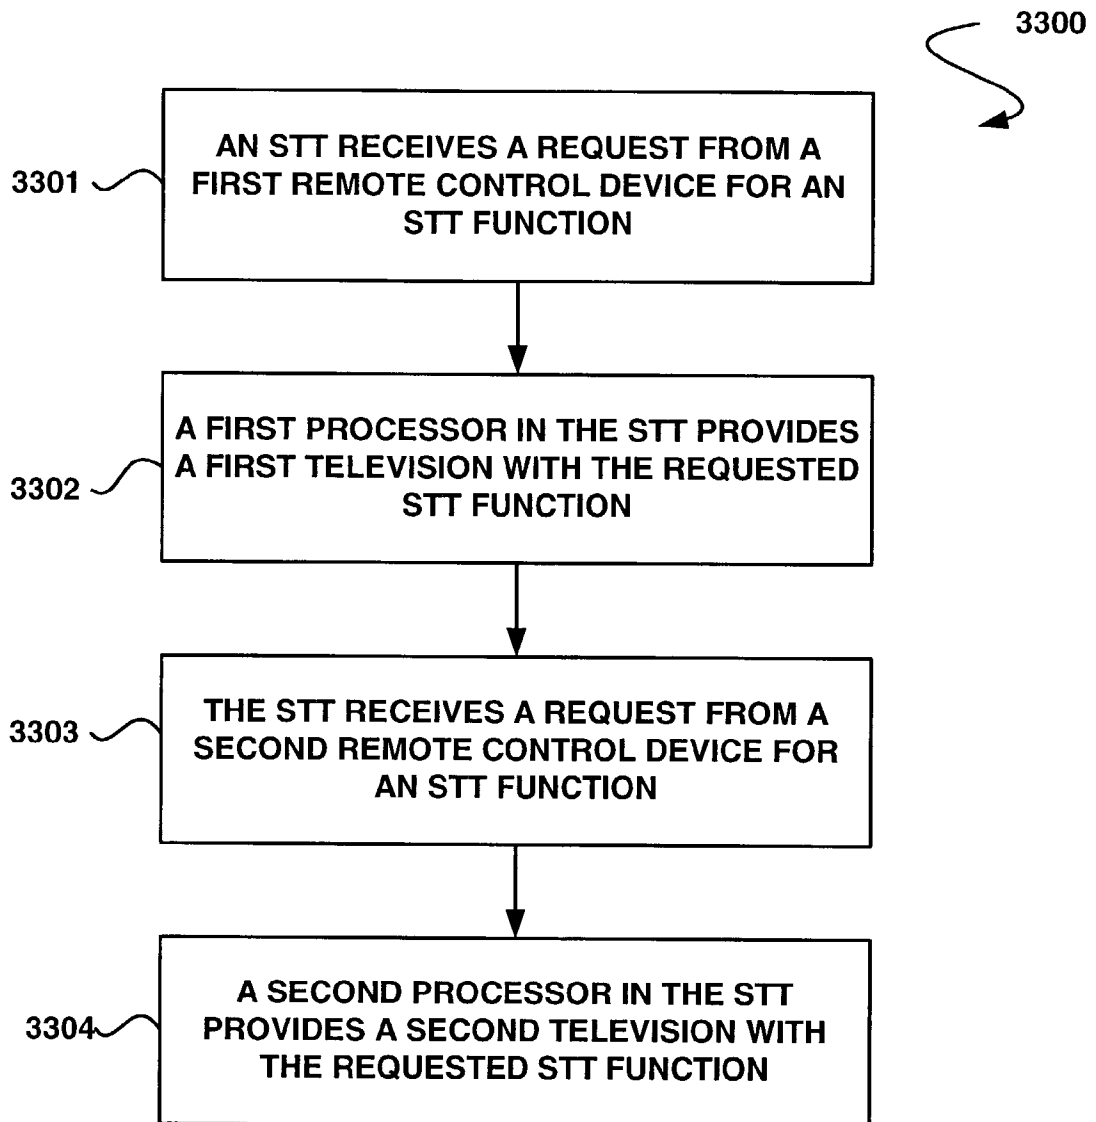 3300
AN STT RECEIVES A REQUEST FROM A
FIRST REMOTE CONTROL DEVICE FOR AN
STT FUNCTION
3301
A FIRST PROCESSOR IN THE STT PROVIDES
A FIRST TELEVISION WITH THE REQUESTED
STT FUNCTION
3302
THE STT RECEIVES A REQUEST FROM A
SECOND REMOTE CONTROL DEVICE FOR
AN STT FUNCTION
3303
A SECOND PROCESSOR IN THE STT
PROVIDES A SECOND TELEVISION WITH
THE REQUESTED STT FUNCTION
3304